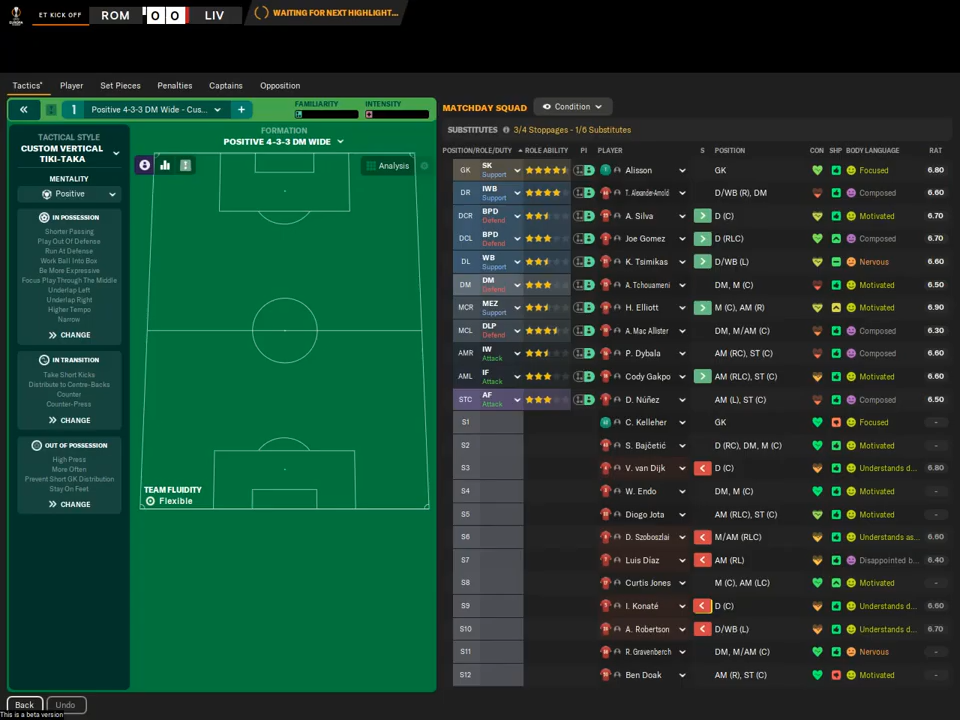 ET KICK OFF ROM 0 0 LIV WAITING FOR NEXT HIGHLIGHT...
Tactics* Player Set Pieces Penalties Captains Opposition
1 Positive 4-3-3 DM Wide - Cus... +
FAMILIARITY INTENSITY
TACTICAL STYLE
CUSTOM VERTICAL
TIKI-TAKA
MENTALITY
Positive
IN POSSESSION
Shorter Passing
Play Out Of Defense
Run At Defense
Work Ball Into Box
Be More Expressive
Focus Play Through The Middle
Underlap Left
Underlap Right
Higher Tempo
Narrow
CHANGE
IN TRANSITION
Take Short Kicks
Distribute to Centre-Backs
Counter
Counter-Press
CHANGE
OUT OF POSSESSION
High Press
More Often
Prevent Short GK Distribution
Stay On Feet
CHANGE
FORMATION
POSITIVE 4-3-3 DM WIDE
Analysis
TEAM FLUIDITY
Flexible
MATCHDAY SQUAD Condition
SUBSTITUTES 3/4 Stoppages - 1/6 Substitutes
POSITION/ROLE/DUTY ROLE ABILITY PI PLAYER S POSITION CON SHP BODY LANGUAGE RAT
GK SK Support Alisson GK Focused 6.80
DR IWB Support T. Alexander-Arnold D/WB (R), DM Composed 6.60
DCR BPD Defend A. Silva D (C) Motivated 6.70
DCL BPD Defend Joe Gomez D (RLC) Composed 6.70
DL WB Support K. Tsimikas D/WB (L) Nervous 6.60
DM DM Defend A. Tchouameni DM, M (C) Motivated 6.50
MCR MEZ Support H. Elliott M (C), AM (R) Motivated 6.90
MCL DLP Defend A. Mac Allister DM, M/AM (C) Composed 6.30
AMR IW Attack P. Dybala AM (RC), ST (C) Composed 6.60
AML IF Attack Cody Gakpo AM (RLC), ST (C) Motivated 6.60
STC AF Attack D. Núñez AM (L), ST (C) Composed 6.50
S1 C. Kelleher GK Focused -
S2 S. Bajčetić D (RC), DM, M (C) Motivated -
S3 V. van Dijk D (C) Understands d... 6.80
S4 W. Endo DM, M (C) Motivated -
S5 Diogo Jota AM (RLC), ST (C) Motivated -
S6 D. Szoboszlai M/AM (RLC) Understands as... 6.60
S7 Luis Díaz AM (RL) Disappointed b... 6.40
S8 Curtis Jones M (C), AM (LC) Motivated -
S9 I. Konaté D (C) Understands d... 6.60
S10 A. Robertson D/WB (L) Understands d... 6.70
S11 R. Gravenberch DM, M/AM (C) Nervous -
S12 Ben Doak AM (R), ST (C) Motivated -
Back Undo
This is a beta version